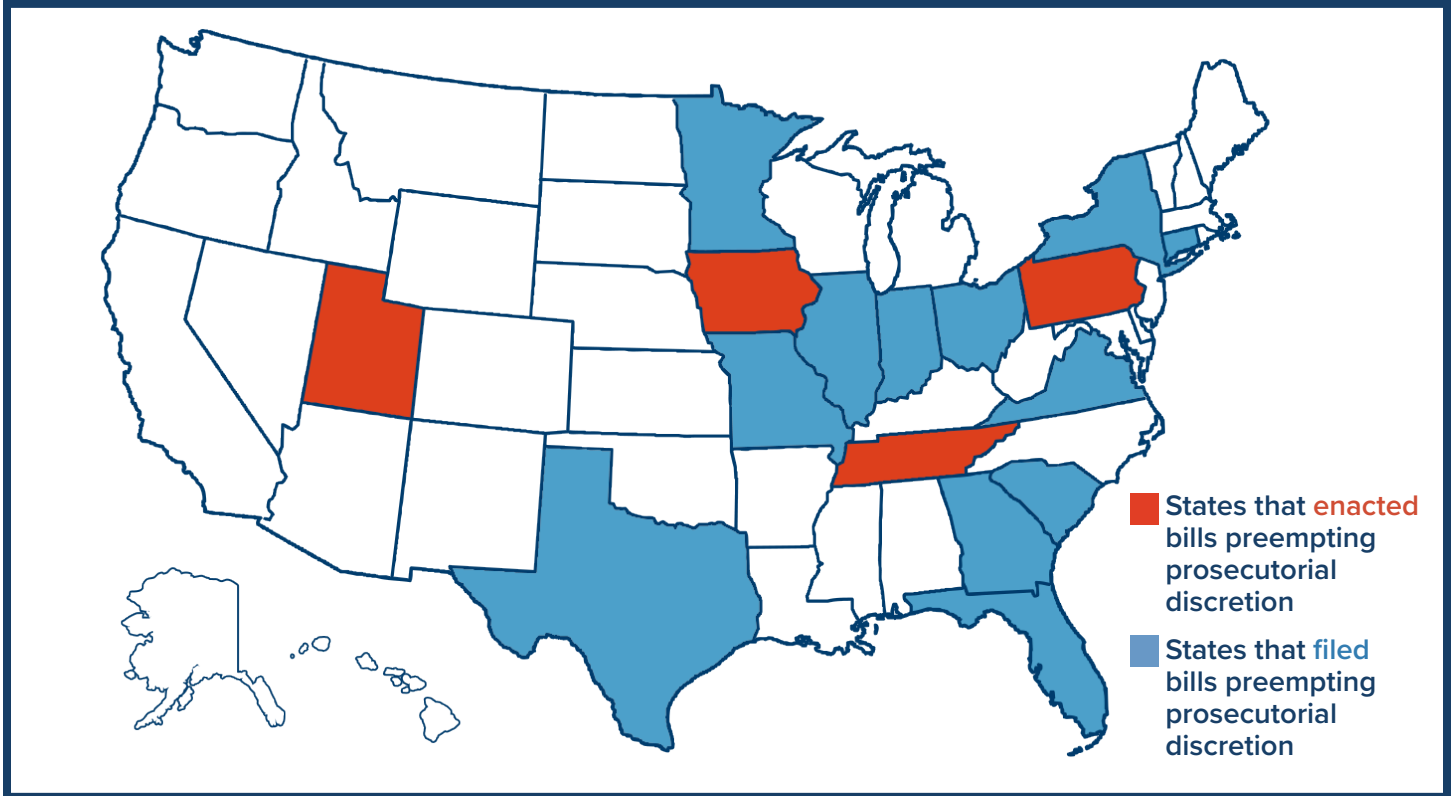 States that enacted
bills preempting
prosecutorial
discretion
States that filed
bills preempting
prosecutorial
discretion